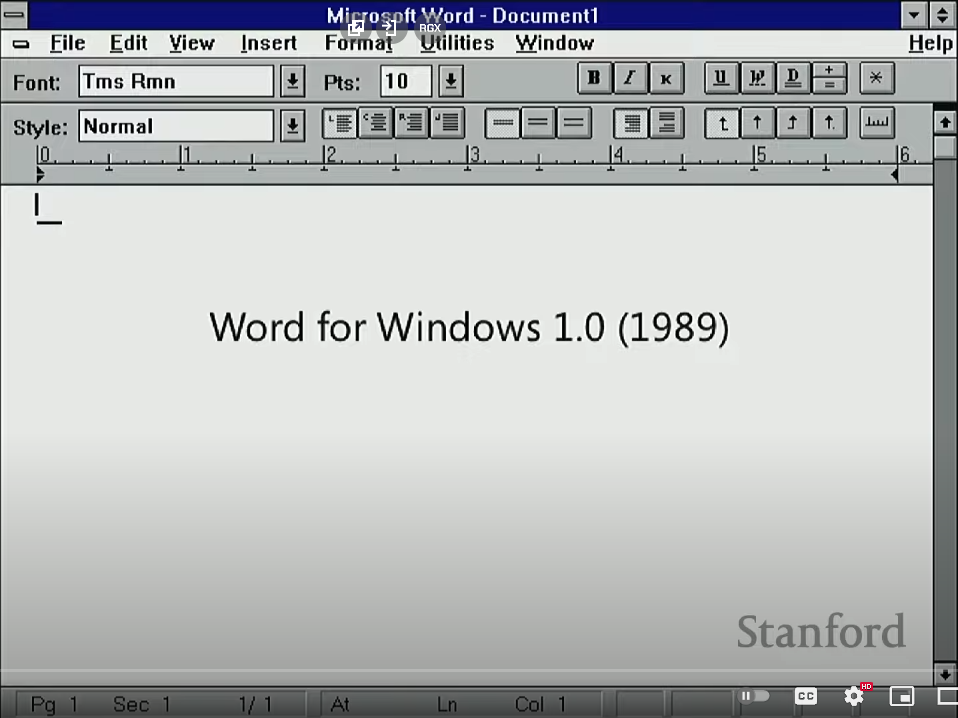 Microsoft Word - Document1
RGX
File Edit View Insert Format Utilities Window Help
Font: Tms Rmn Pts: 10 B I K U W D + =
Style: Normal L C R J
0 1 2 3 4 5 6
Word for Windows 1.0 (1989)
Stanford
Pg 1 Sec 1 1/ 1 At Ln Col 1 CC HD